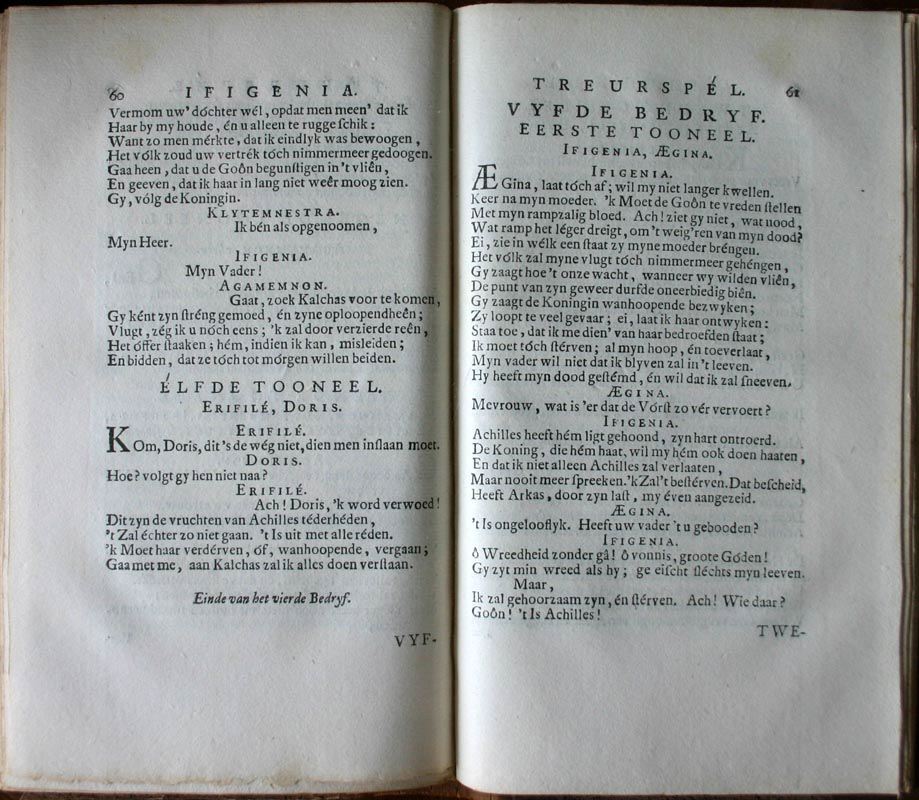 60 IFIGENIA.
Vermom uw' dóchter wél, opdat men meen' dat ik
Haar by my houde, én u alleen te rugge schik:
Want zo men mérkte, dat ik eindlyk was bewoogen,
Het vólk zoud uw vertrék tóch nimmermeer gedoogen.
Gaa heen, dat u de Goôn begunstigen in 't vliên,
En geeven, dat ik haar in lang niet weêr moog zien.
Gy, vólg de Koningin.
KLYTEMNESTRA.
Ik bén als opgenoomen,
Myn Heer.
IFIGENIA.
Myn Vader!
AGAMEMNON.
Gaat, zoek Kalchas voor te komen,
Gy ként zyn stréng gemoed, én zyne oploopendheên;
Vlugt, zég ik u nóch eens; 'k zal door verzierde reên,
Het óffer staaken; hém, indien ik kan, misleiden;
En bidden, dat ze tóch tot mórgen willen beiden.
ÉLFDE TOONEEL.
ERIFILÉ, DORIS.
ERIFILÉ.
KOm, Doris, dit 's de wég niet, dien men inslaan moet.
DORIS.
Hoe? volgt gy hen niet naa?
ERIFILÉ.
Ach! Doris, 'k word verwoed!
Dit zyn de vruchten van Achilles téderhéden,
't Zal échter zo niet gaan. 't Is uit met alle réden.
'k Moet haar verdérven, óf, wanhoopende, vergaan;
Gaa met me, aan Kalchas zal ik alles doen verstaan.
Einde van het vierde Bedryf.
VYF-
TREURSPÉL. 61
VYFDE BEDRYF.
EERSTE TOONEEL.
IFIGENIA, ÆGINA.
IFIGENIA.
ÆGina, laat tóch af; wil my niet langer kwellen.
Keer na myn moeder. 'k Moet de Goôn te vreden stellen
Met myn rampzalig bloed. Ach! ziet gy niet, wat nood,
Wat ramp het léger dreigt, om 't weig'ren van myn dood?
Ei, zie in wélk een staat zy myne moeder bréngen.
Het vólk zal myne vlugt tóch nimmermeer gehéngen,
Gy zaagt hoe 't onze wacht, wanneer wy wilden vliên,
De punt van zyn geweer durfde oneerbiedig biên.
Gy zaagt de Koningin wanhoopende bezwyken;
Zy loopt te veel gevaar; ei, laat ik haar ontwyken:
Staa toe, dat ik me dien' van haar bedroefden staat;
Ik moet tóch stérven; al myn hoop, én toeverlaat,
Myn vader wil niet dat ik blyven zal in 't leeven.
Hy heeft myn dood gestémd, én wil dat ik zal sneeven.
ÆGINA.
Mevrouw, wat is 'er dat de Vórst zo vér vervoert?
IFIGENIA.
Achilles heeft hém ligt gehoond, zyn hart ontroerd.
De Koning, die hém haat, wil my hém ook doen haaten,
En dat ik niet alleen Achilles zal verlaaten,
Maar nooit meer spreeken. 'k Zal 't bestérven. Dat bescheid,
Heeft Arkas, door zyn last, my éven aangezeid.
ÆGINA.
't Is ongelooflyk. Heeft uw vader 't u gebooden?
IFIGENIA.
ô Wreedheid zonder gâ! ô vonnis, groote Góden!
Gy zyt min wreed als hy; ge eischt sléchts myn leeven.
Maar,
Ik zal gehoorzaam zyn, én stérven. Ach! Wie daar?
Goôn! 't Is Achilles!
TWE-